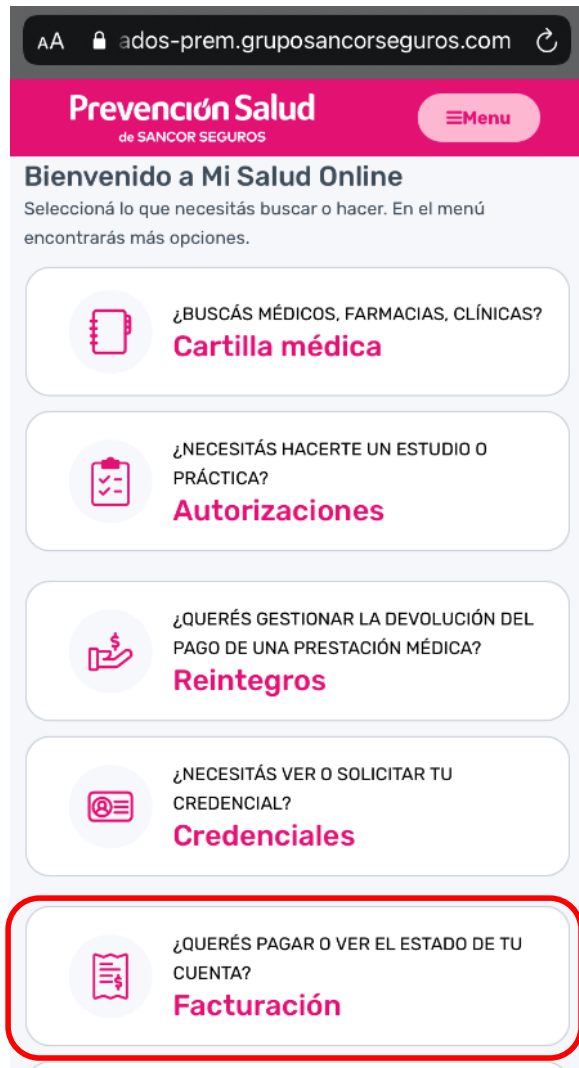 AA ados-prem.gruposancorseguros.com
Prevención Salud
de SANCOR SEGUROS
Menu
Bienvenido a Mi Salud Online
Seleccioná lo que necesitás buscar o hacer. En el menú
encontrarás más opciones.
¿BUSCÁS MÉDICOS, FARMACIAS, CLÍNICAS?
Cartilla médica
¿NECESITÁS HACERTE UN ESTUDIO O
PRÁCTICA?
Autorizaciones
¿QUERÉS GESTIONAR LA DEVOLUCIÓN DEL
PAGO DE UNA PRESTACIÓN MÉDICA?
Reintegros
¿NECESITÁS VER O SOLICITAR TU
CREDENCIAL?
Credenciales
¿QUERÉS PAGAR O VER EL ESTADO DE TU
CUENTA?
Facturación